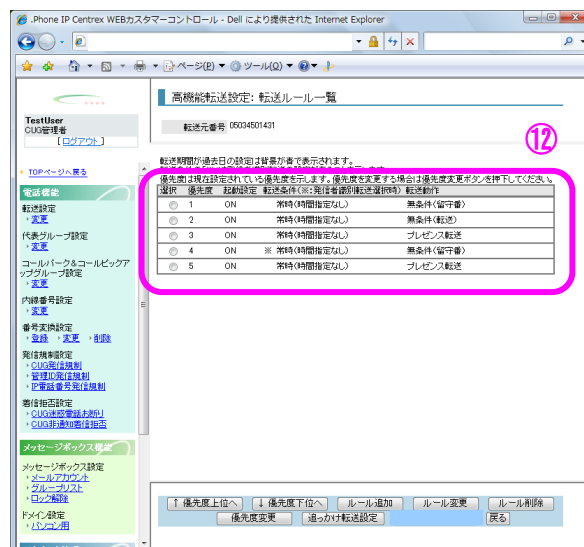 .Phone IP Centrex WEBカスタマーコントロール - Dell により提供された Internet Explorer
ページ(P) ツール(O)
TestUser
CUG管理者
[ログアウト]
TOPページへ戻る
電話機能
転送設定
変更
代表グループ設定
変更
コールパーク&コールピックア
ップグループ設定
変更
内線番号設定
変更
番号変換設定
登録 変更 削除
発信規制設定
CUG発信規制
管理ID発信規制
IP電話番号発信規制
着信拒否設定
CUG迷惑電話お断り
CUG非通知着信拒否
メッセージボックス機能
メッセージボックス設定
メールアカウント
グループリスト
ロック解除
ドメイン設定
パソコン用
高機能転送設定: 転送ルール一覧
転送元番号 05034501431
⑫
転送期間が過去日の設定は背景が青で表示されます。
優先度は現在設定されている優先度を示します。優先度を変更する場合は優先度変更ボタンを押下してください。
選択 優先度 起動設定 転送条件(※:発信者識別転送選択時) 転送動作
1 ON 常時(時間指定なし) 無条件(留守番)
2 ON 常時(時間指定なし) 無条件(転送)
3 ON 常時(時間指定なし) プレゼンス転送
4 ON ※ 常時(時間指定なし) 無条件(留守番)
5 ON 常時(時間指定なし) プレゼンス転送
↑優先度上位へ ↓優先度下位へ ルール追加 ルール変更 ルール削除
優先度変更 追っかけ転送設定 戻る